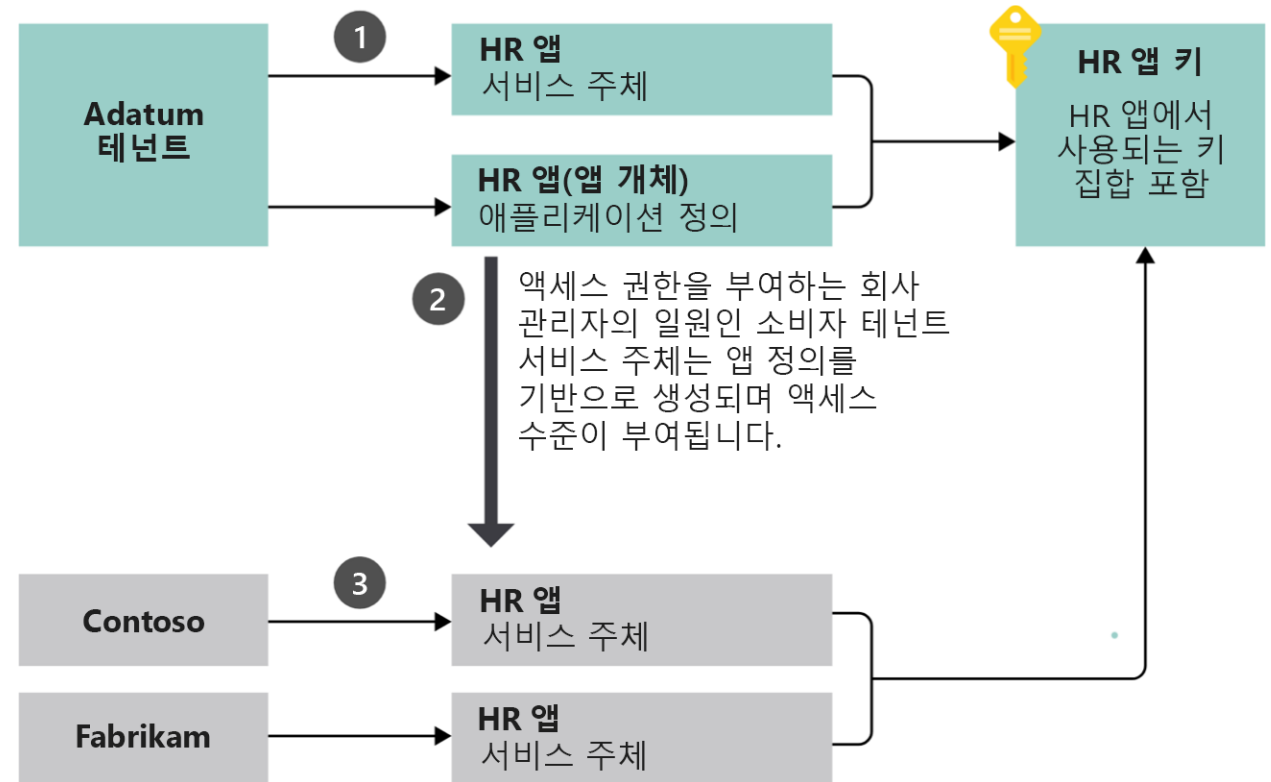 1
HR 앱
서비스 주체
Adatum
테넌트
HR 앱(앱 개체)
애플리케이션 정의
HR 앱 키
HR 앱에서
사용되는 키
집합 포함
2
액세스 권한을 부여하는 회사
관리자의 일원인 소비자 테넌트
서비스 주체는 앱 정의를
기반으로 생성되며 액세스
수준이 부여됩니다.
3
Contoso
HR 앱
서비스 주체
Fabrikam
HR 앱
서비스 주체